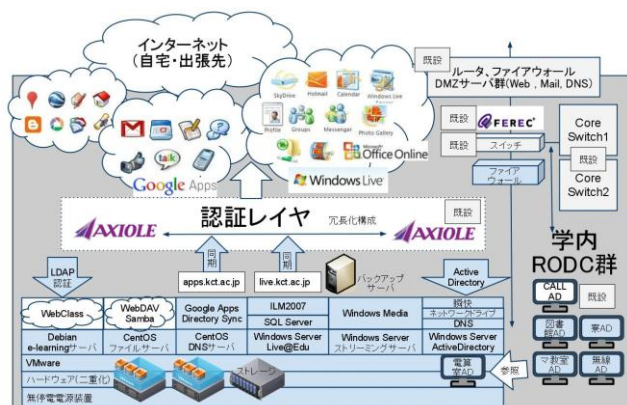 インターネット
(自宅・出張先)
SkyDrive
Hotmail
Calendar
Windows Live
Profile
Groups
Messenger
Photo Gallery
Office Online
Windows Live
talk
Google Apps
既設
ルータ、ファイアウォール
DMZサーバ群(Web , Mail, DNS)
既設
FEREC
既設
スイッチ
ファイア
ウォール
Core
Switch1
既設
Core
Switch2
AXIOLE
認証レイヤ
冗長化構成
AXIOLE
既設
LDAP
認証
同期
同期
apps.kct.ac.jp
live.kct.ac.jp
バックアップ
サーバ
Active
Directory
学内
RODC群
CALL
AD
既設
図書
館AD
寮AD
マ教室
AD
無線
AD
WebClass
WebDAV
Samba
Google Apps
Directory Sync
ILM2007
SQL Server
Windows Media
瞬快
ネットワークドライブ
DNS
Debian
e-learningサーバ
CentOS
ファイルサーバ
CentOS
DNSサーバ
Windows Server
Live@Edu
Windows Server
ストリーミングサーバ
Windows Server
ActiveDirectory
VMware
ハードウェア(二重化)
無停電電源装置
ストレージ
電算
室AD
参照